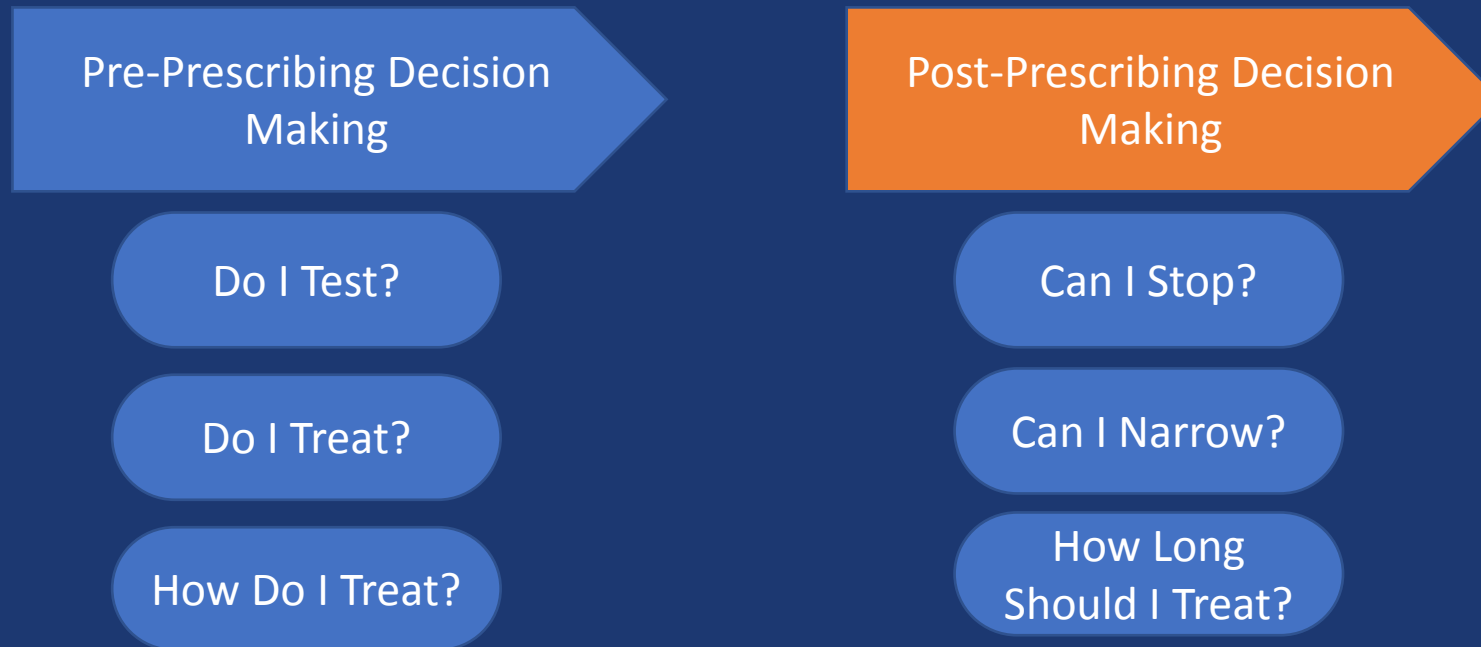 Pre-Prescribing Decision
Making
Do I Test?
Do I Treat?
How Do I Treat?
Post-Prescribing Decision
Making
Can I Stop?
Can I Narrow?
How Long
Should I Treat?